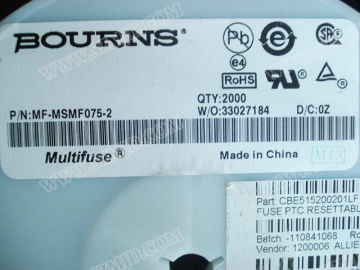 BOURNS®
Pb
e
SA
e4
RoHS
QTY:2000
P/N:MF-MSMF075-2
W/O:33027184
D/C:0Z
Multifuse®
Made in China
Part: CBE515200201LF
FUSE PTC RESETTABL
Batch: -110841068
Vendor: 1200006 ALLIE